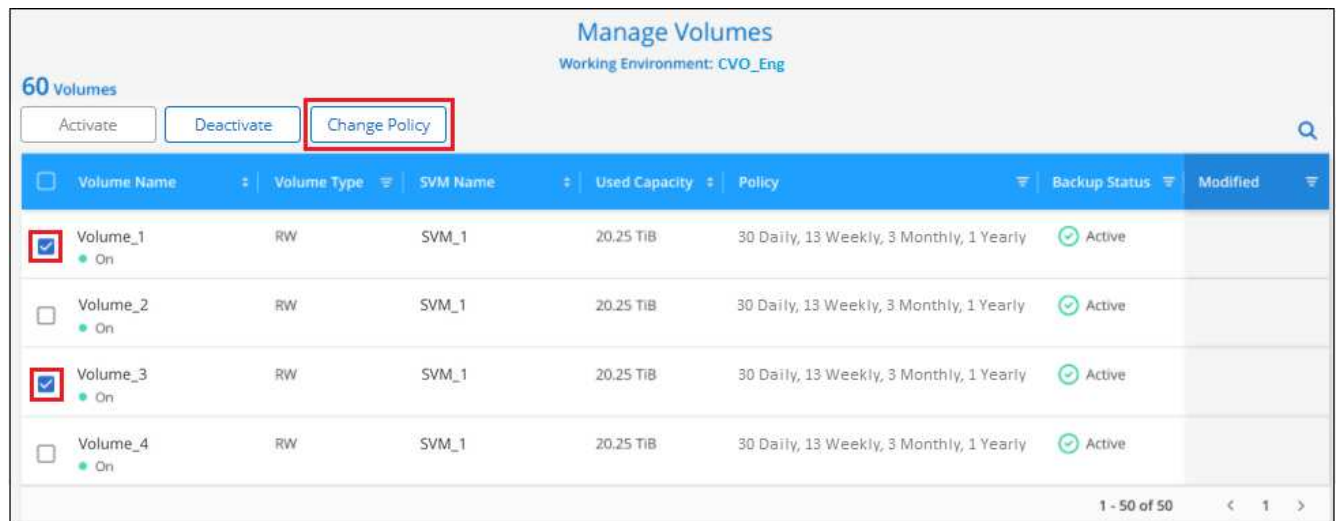 Manage Volumes
Working Environment: CVO_Eng
60 Volumes
Activate Deactivate Change Policy
Volume Name Volume Type SVM Name Used Capacity Policy Backup Status Modified
Volume_1 RW SVM_1 20.25 TiB 30 Daily, 13 Weekly, 3 Monthly, 1 Yearly Active
On
Volume_2 RW SVM_1 20.25 TiB 30 Daily, 13 Weekly, 3 Monthly, 1 Yearly Active
On
Volume_3 RW SVM_1 20.25 TiB 30 Daily, 13 Weekly, 3 Monthly, 1 Yearly Active
On
Volume_4 RW SVM_1 20.25 TiB 30 Daily, 13 Weekly, 3 Monthly, 1 Yearly Active
On
1 - 50 of 50 < 1 >